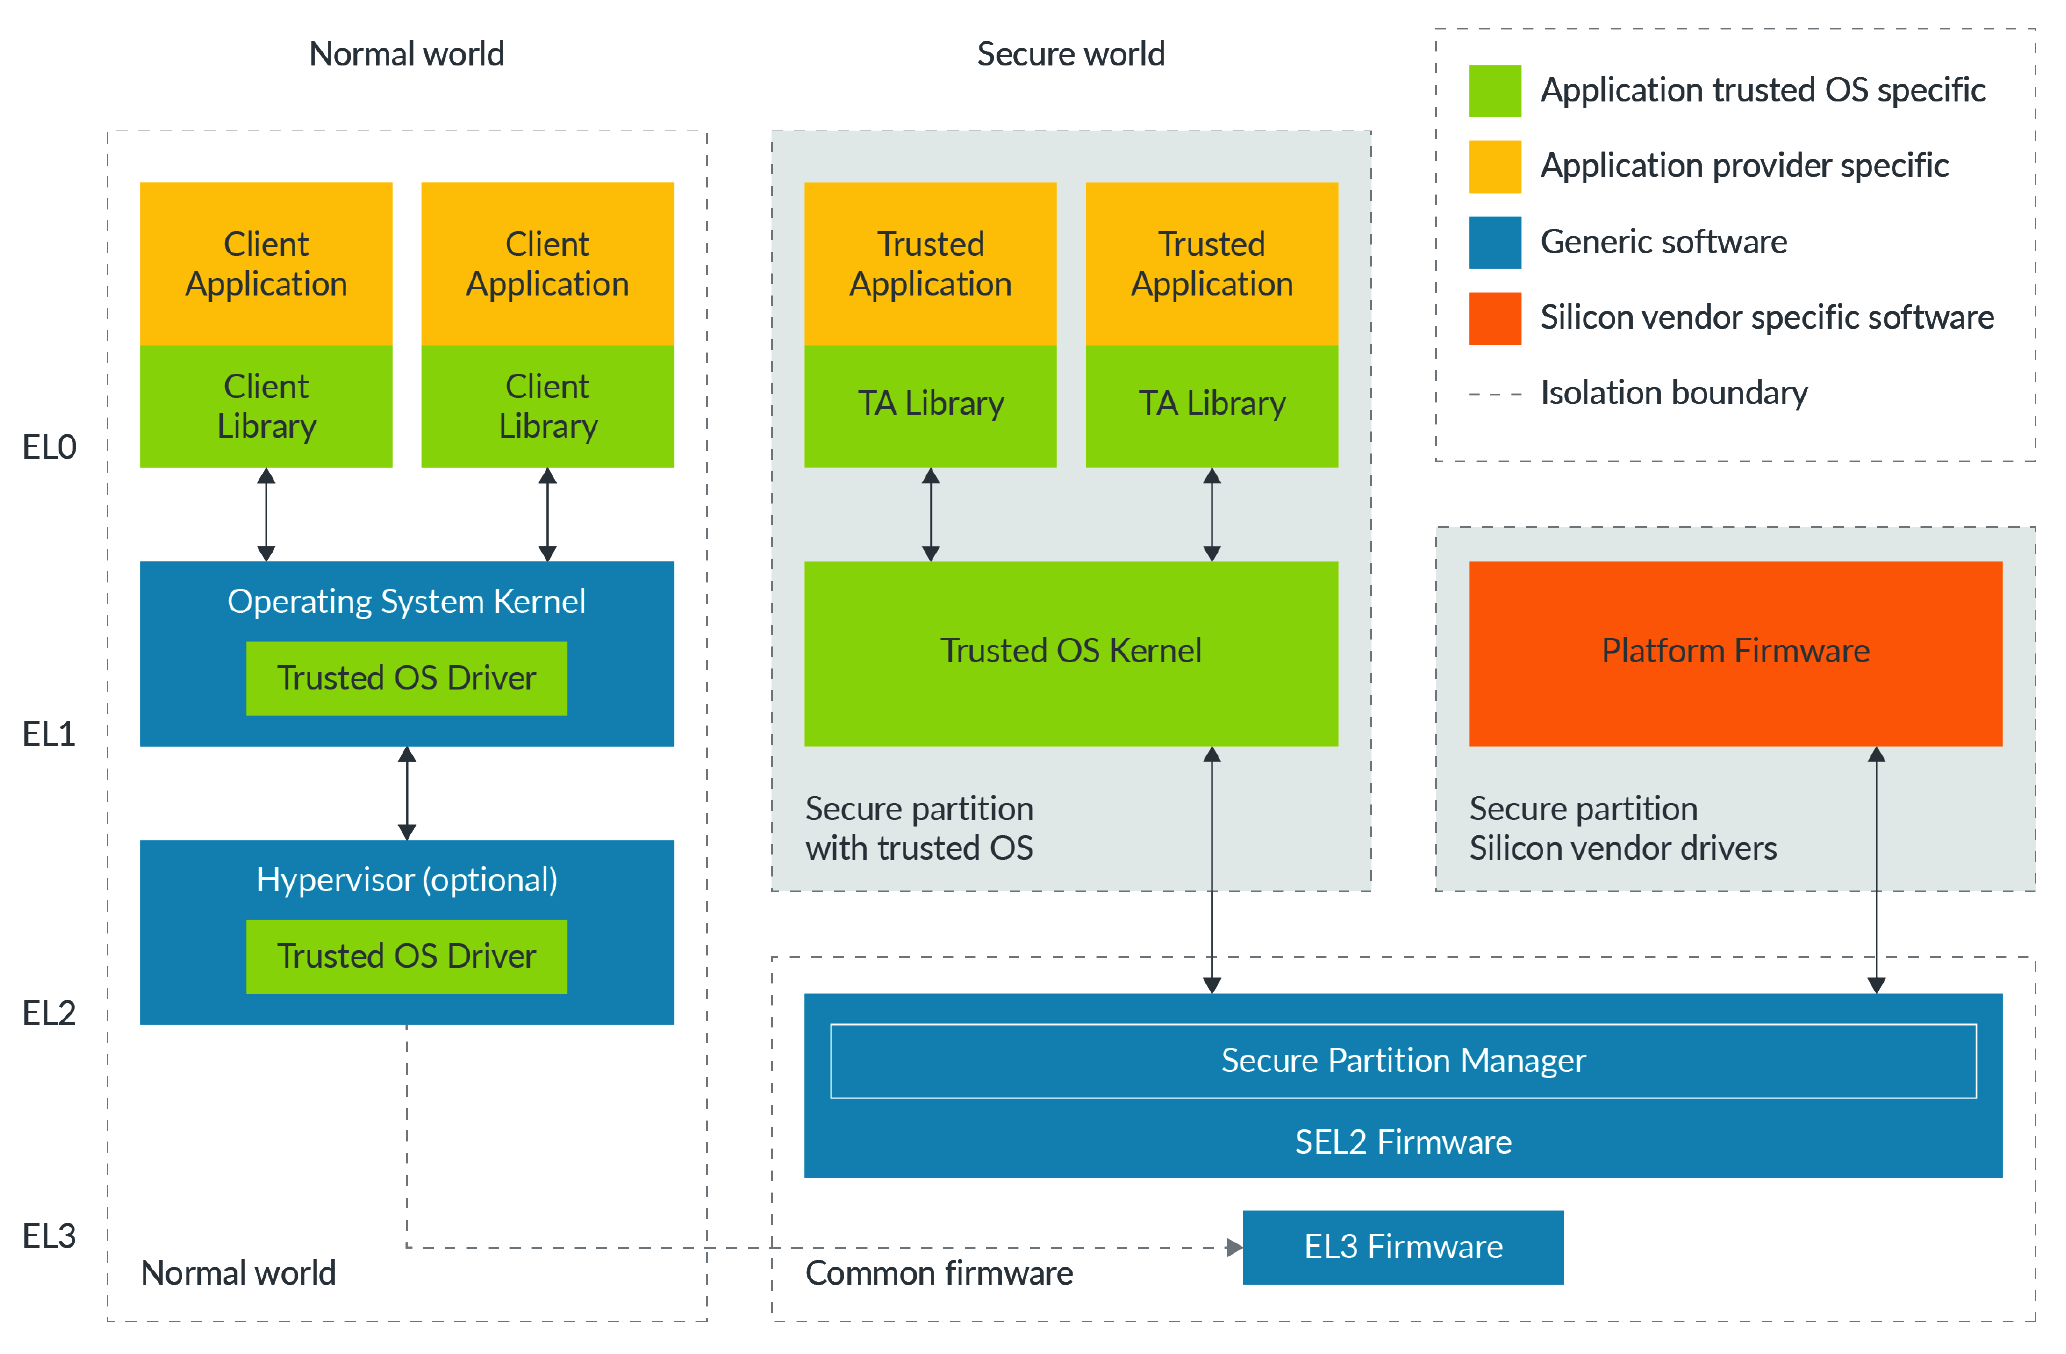 Normal world
Secure world
Application trusted OS specific
Application provider specific
Generic software
Silicon vendor specific software
Isolation boundary
Client
Application
Client
Application
Trusted
Application
Trusted
Application
Client
Library
Client
Library
TA Library
TA Library
EL0
Operating System Kernel
Trusted OS Driver
Trusted OS Kernel
Platform Firmware
EL1
Secure partition
with trusted OS
Secure partition
Silicon vendor drivers
Hypervisor (optional)
Trusted OS Driver
EL2
Secure Partition Manager
SEL2 Firmware
EL3
EL3 Firmware
Normal world
Common firmware